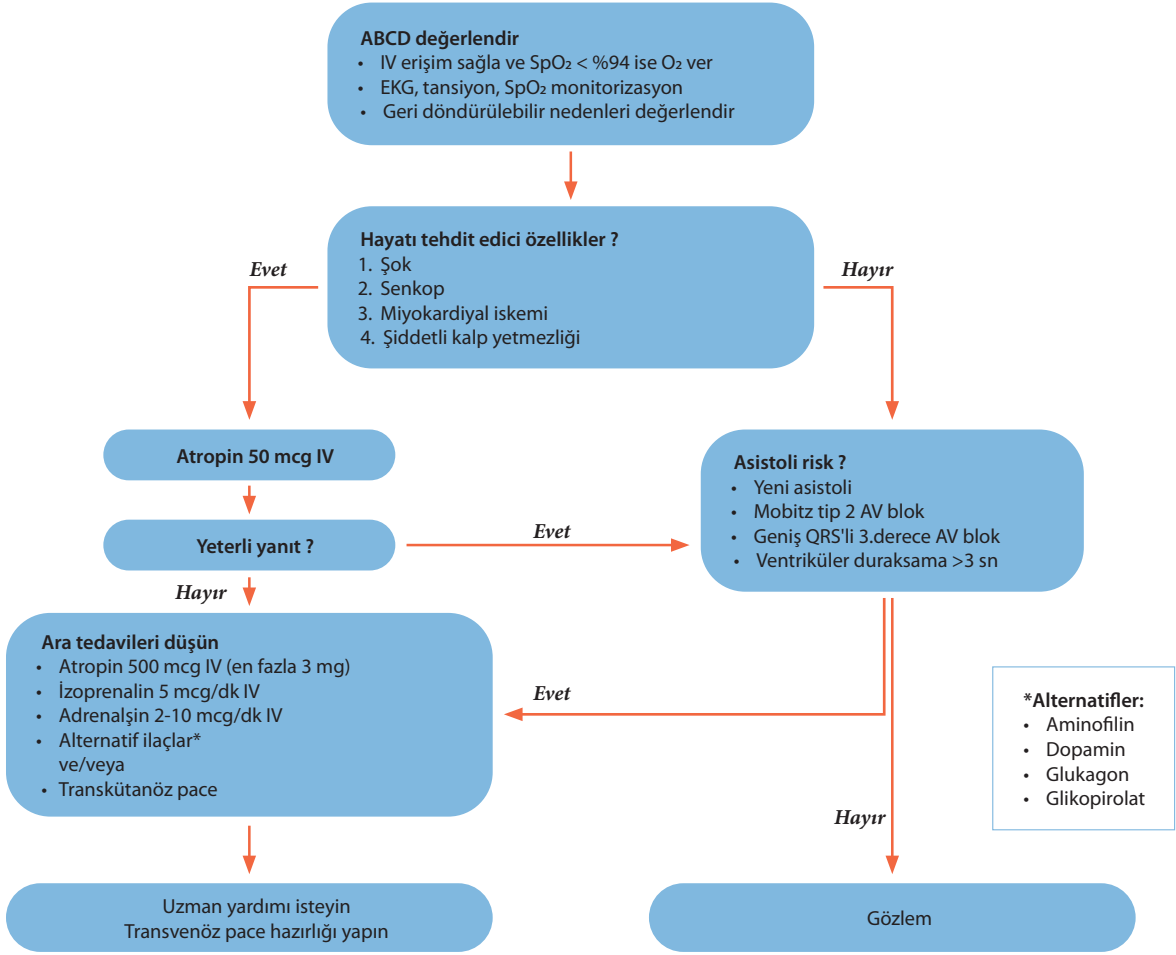 ABCD değerlendir
• IV erişim sağla ve SpO₂ < %94 ise O₂ ver
• EKG, tansiyon, SpO₂ monitorizasyon
• Geri döndürülebilir nedenleri değerlendir
Hayatı tehdit edici özellikler ?
1. Şok
2. Senkop
3. Miyokardiyal iskemi
4. Şiddetli kalp yetmezliği
Evet
Hayır
Atropin 50 mcg IV
Yeterli yanıt ?
Evet
Asistoli risk ?
• Yeni asistoli
• Mobitz tip 2 AV blok
• Geniş QRS'li 3.derece AV blok
• Ventriküler duraksama >3 sn
Hayır
Ara tedavileri düşün
• Atropin 500 mcg IV (en fazla 3 mg)
• İzoprenalin 5 mcg/dk IV
• Adrenalşin 2-10 mcg/dk IV
• Alternatif ilaçlar*
ve/veya
• Transkütanöz pace
Evet
*Alternatifler:
• Aminofilin
• Dopamin
• Glukagon
• Glikopirolat
Hayır
Uzman yardımı isteyin
Transvenöz pace hazırlığı yapın
Gözlem